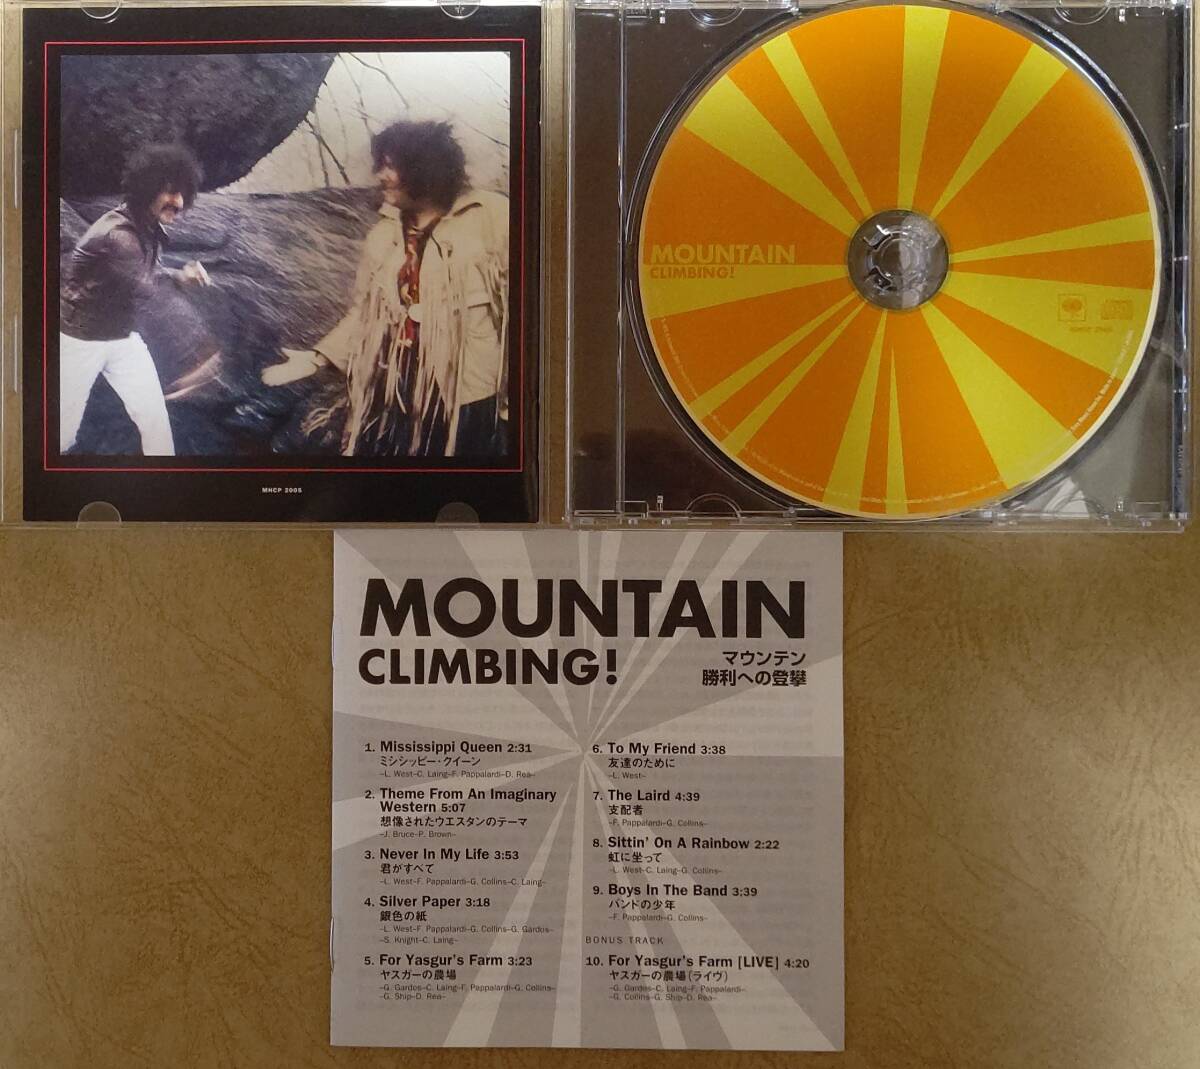 MHCP 2005
MOUNTAIN
CLIMBING!
MOUNTAIN
CLIMBING!
マウンテン
勝利への登攀
1. Mississippi Queen 2:31
ミシシッピー・クイーン
–L. West–C. Laing–F. Pappalardi–D. Rea–
2. Theme From An Imaginary
Western 5:07
想像されたウエスタンのテーマ
–J. Bruce–P. Brown–
3. Never In My Life 3:53
君がすべて
–L. West–F. Pappalardi–G. Collins–C. Laing–
4. Silver Paper 3:18
銀色の紙
–L. West–F. Pappalardi–G. Collins–G. Gardos–
–S. Knight–C. Laing–
5. For Yasgur's Farm 3:23
ヤスガーの農場
–G. Gardos–C. Laing–F. Pappalardi–G. Collins–
–G. Ship–D. Rea–
6. To My Friend 3:38
友達のために
–L. West–
7. The Laird 4:39
支配者
–F. Pappalardi–G. Collins–
8. Sittin' On A Rainbow 2:22
虹に坐って
–L. West–C. Laing–G. Collins–
9. Boys In The Band 3:39
バンドの少年
–F. Pappalardi–G. Collins–
BONUS TRACK
10. For Yasgur's Farm [LIVE] 4:20
ヤスガーの農場(ライヴ)
–G. Gardos–C. Laing–F. Pappalardi–
–G. Collins–G. Ship–D. Rea–